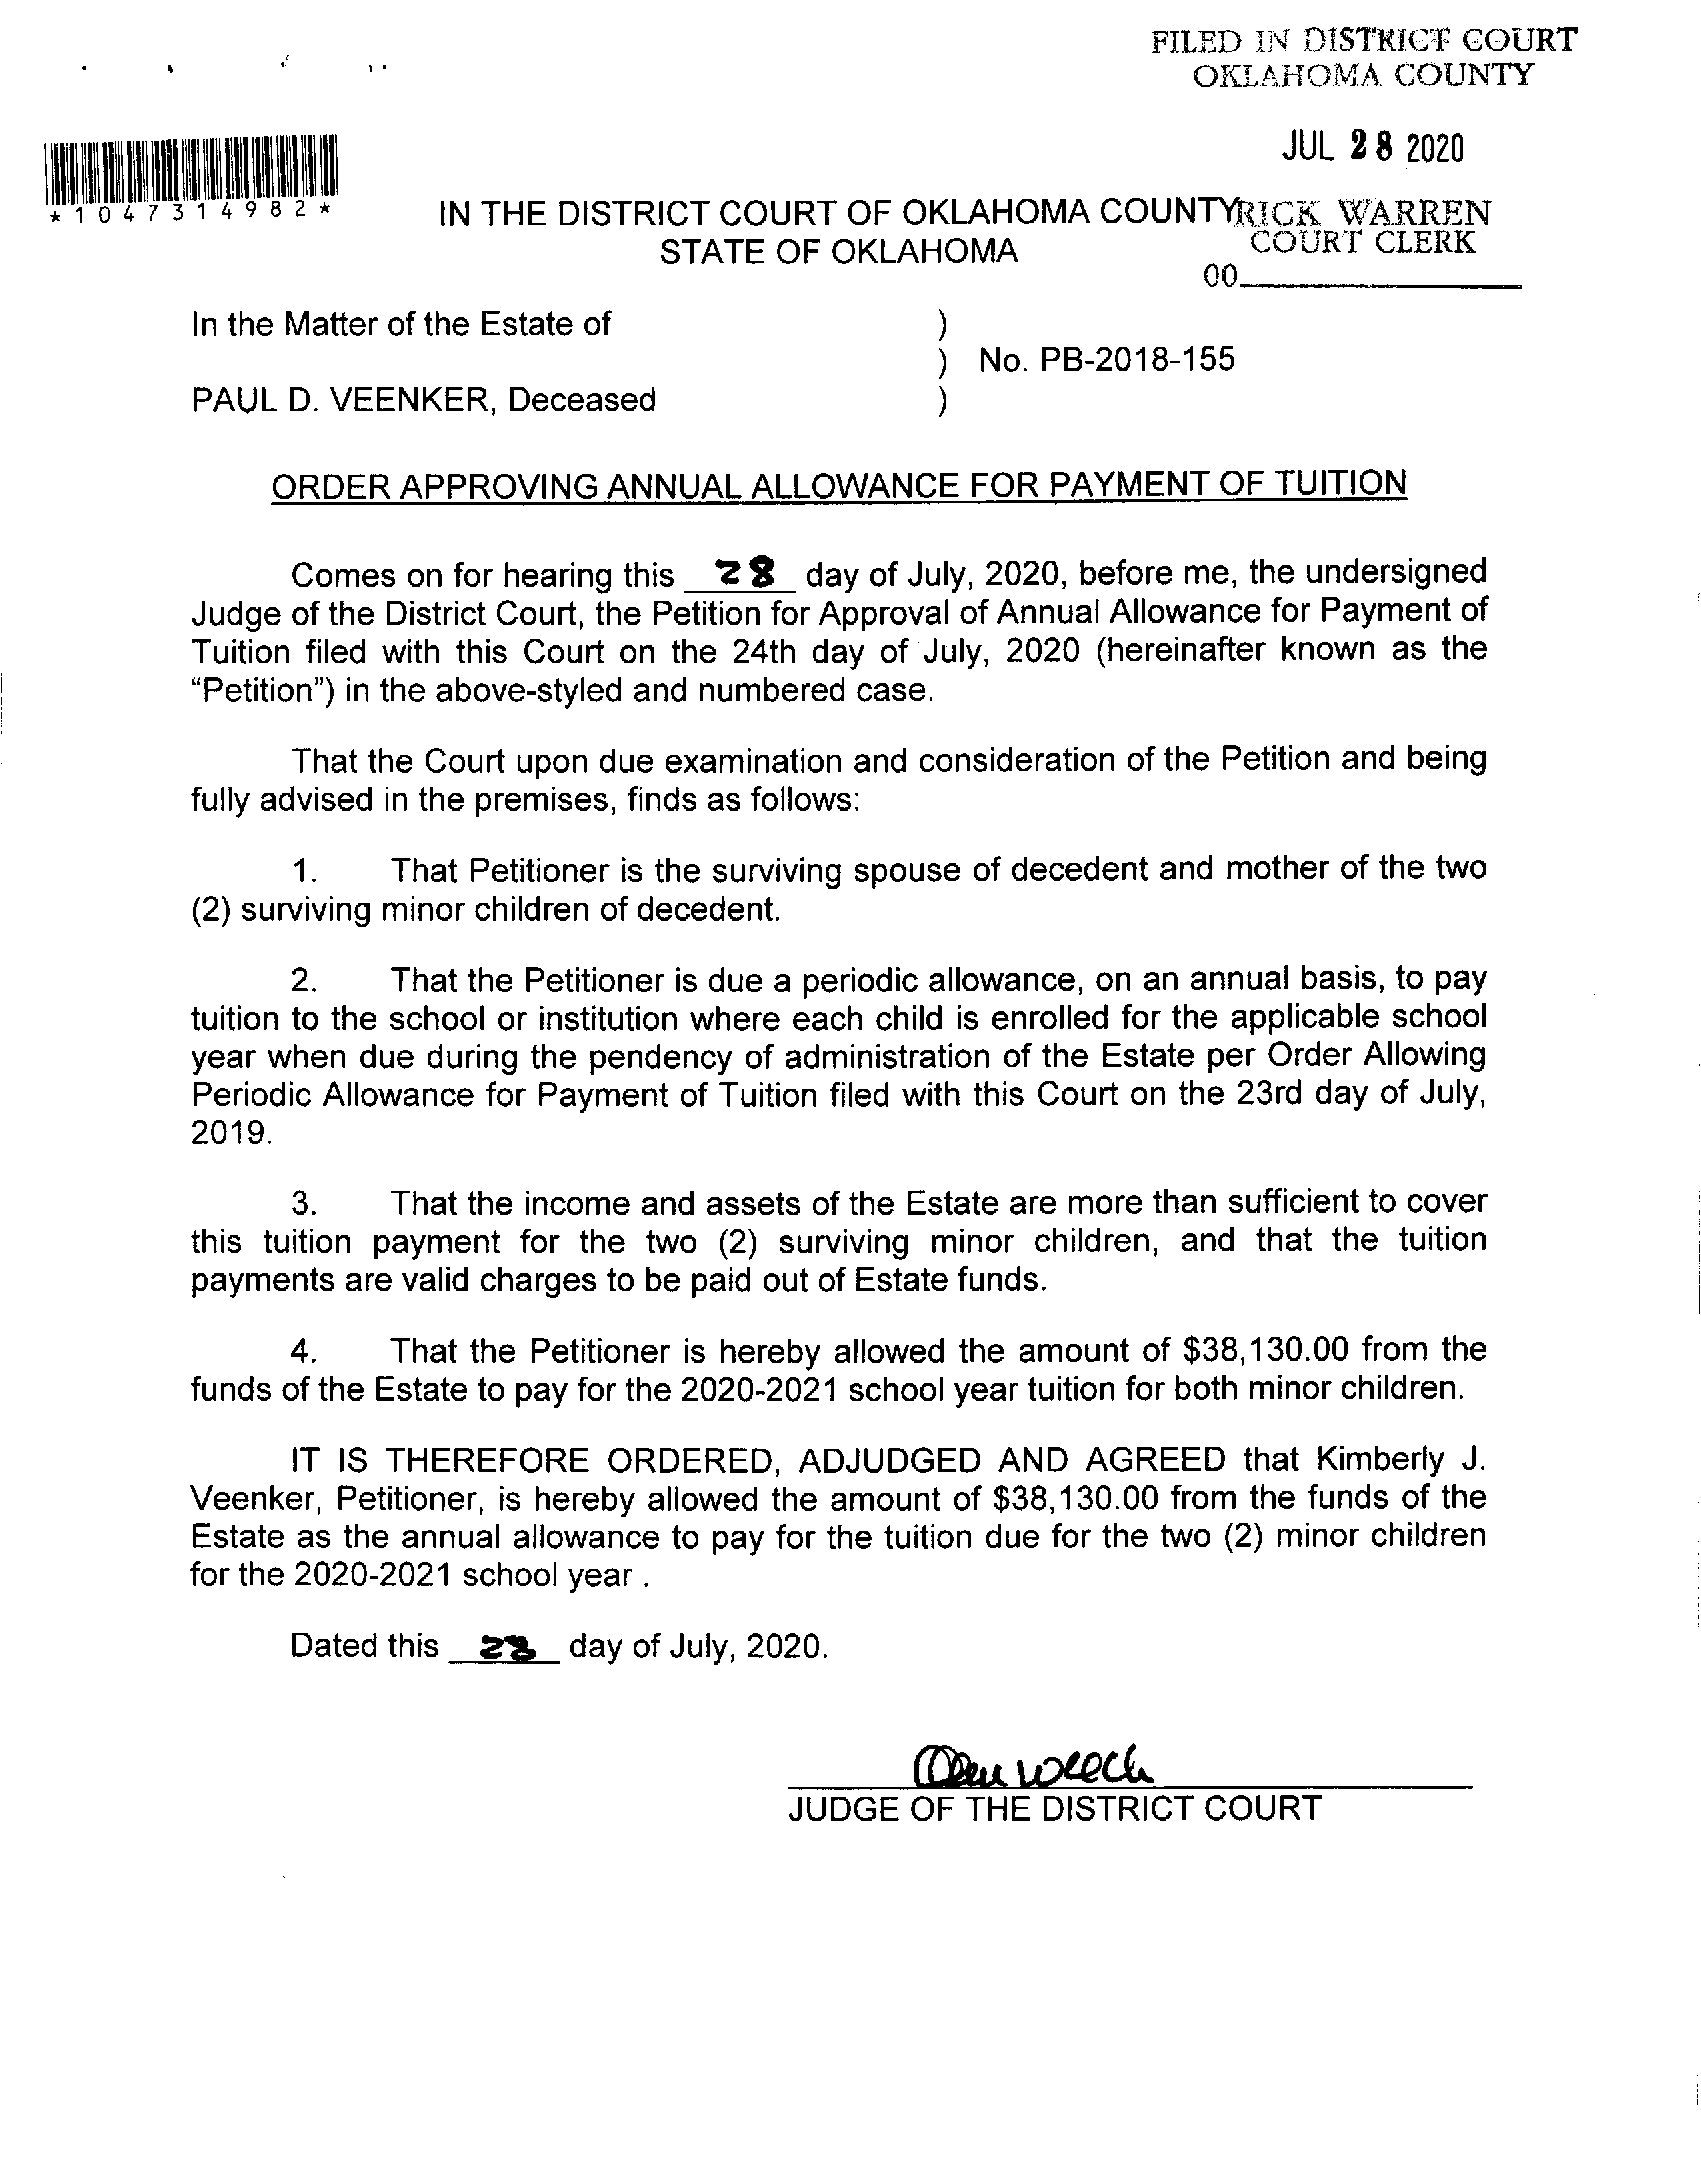 FILED IN DISTRICT COURT
OKLAHOMA COUNTY
JUL 28 2020
*1047314982*
IN THE DISTRICT COURT OF OKLAHOMA COUNTY RICK WARREN
STATE OF OKLAHOMA COURT CLERK
00
In the Matter of the Estate of )
) No. PB-2018-155
PAUL D. VEENKER, Deceased )
ORDER APPROVING ANNUAL ALLOWANCE FOR PAYMENT OF TUITION
Comes on for hearing this 28 day of July, 2020, before me, the undersigned
Judge of the District Court, the Petition for Approval of Annual Allowance for Payment of
Tuition filed with this Court on the 24th day of July, 2020 (hereinafter known as the
“Petition”) in the above-styled and numbered case.
That the Court upon due examination and consideration of the Petition and being
fully advised in the premises, finds as follows:
1. That Petitioner is the surviving spouse of decedent and mother of the two
(2) surviving minor children of decedent.
2. That the Petitioner is due a periodic allowance, on an annual basis, to pay
tuition to the school or institution where each child is enrolled for the applicable school
year when due during the pendency of administration of the Estate per Order Allowing
Periodic Allowance for Payment of Tuition filed with this Court on the 23rd day of July,
2019.
3. That the income and assets of the Estate are more than sufficient to cover
this tuition payment for the two (2) surviving minor children, and that the tuition
payments are valid charges to be paid out of Estate funds.
4. That the Petitioner is hereby allowed the amount of $38,130.00 from the
funds of the Estate to pay for the 2020-2021 school year tuition for both minor children.
IT IS THEREFORE ORDERED, ADJUDGED AND AGREED that Kimberly J.
Veenker, Petitioner, is hereby allowed the amount of $38,130.00 from the funds of the
Estate as the annual allowance to pay for the tuition due for the two (2) minor children
for the 2020-2021 school year .
Dated this 28 day of July, 2020.
JUDGE OF THE DISTRICT COURT